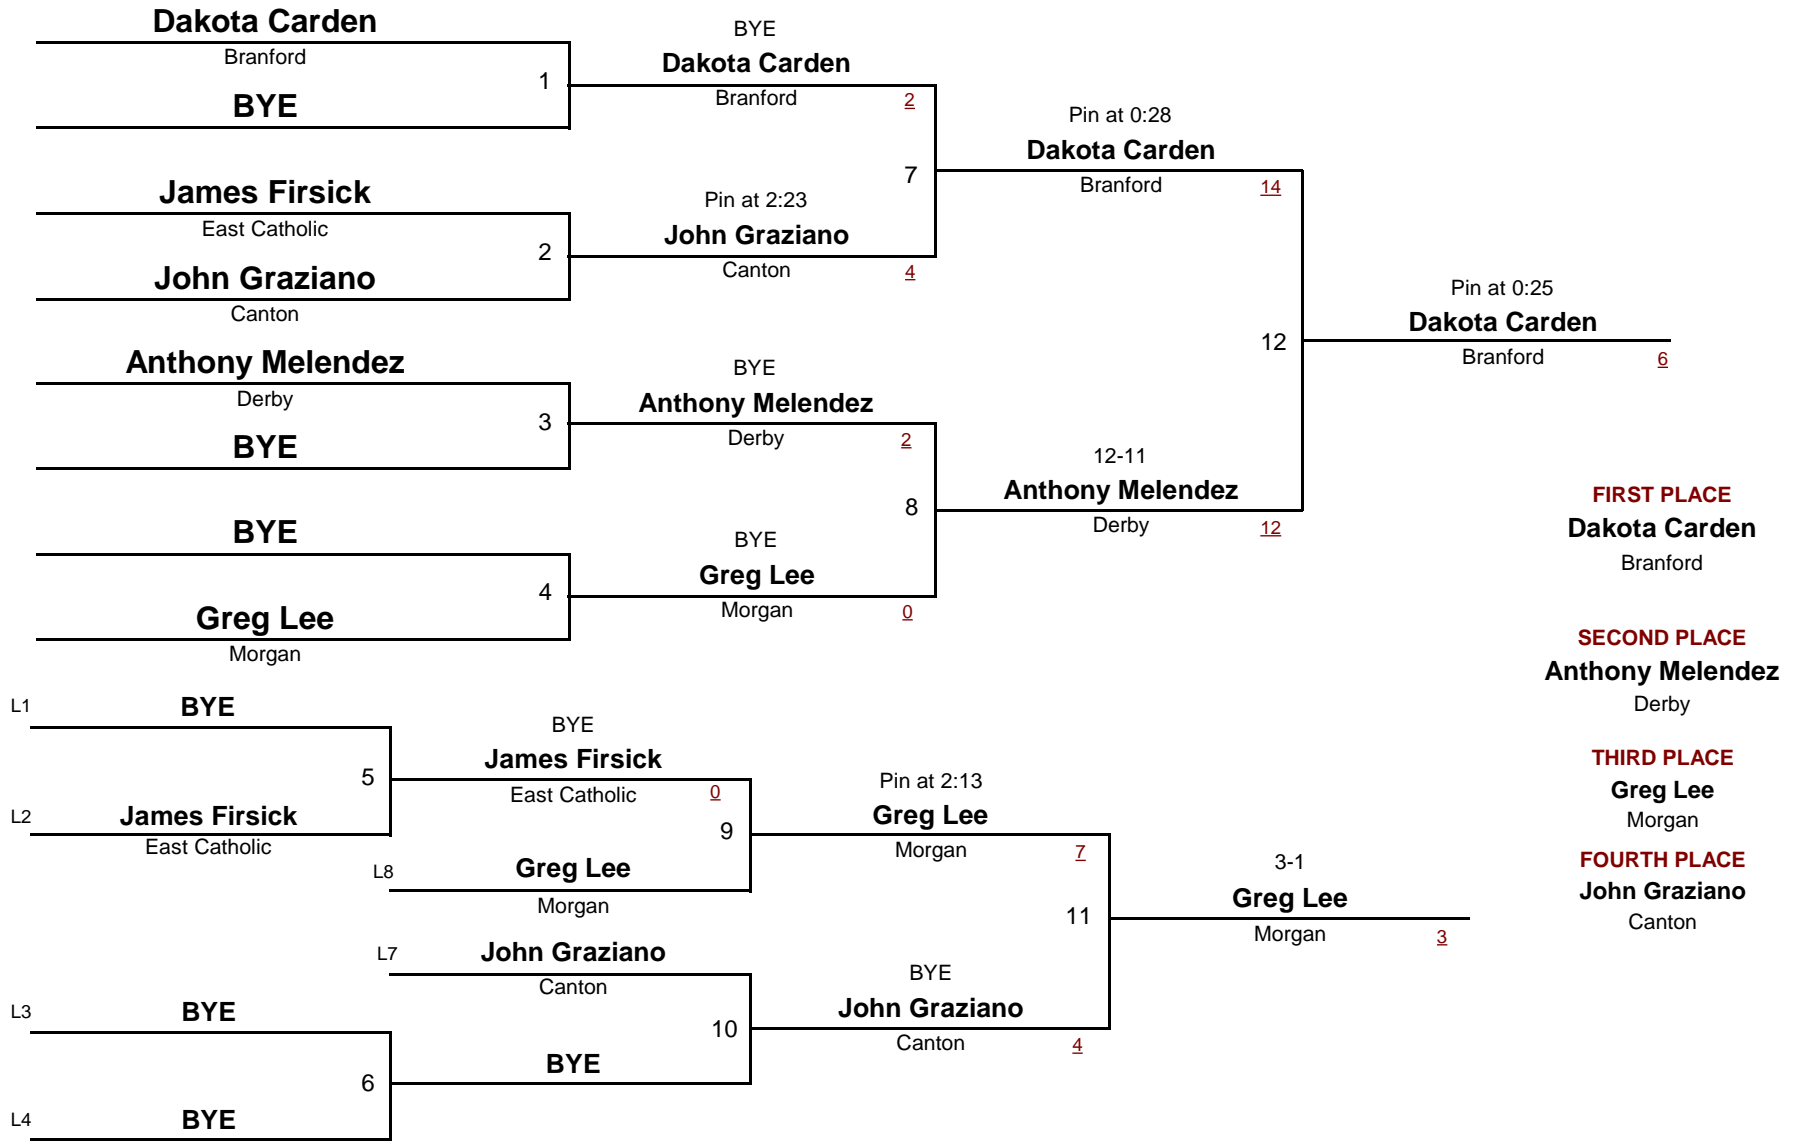 Dakota Carden
Branford
1
BYE
James Firsick
East Catholic
2
John Graziano
Canton
Anthony Melendez
Derby
3
BYE
BYE
4
Greg Lee
Morgan
BYE
Dakota Carden
Branford
2
7
Pin at 2:23
John Graziano
Canton
4
BYE
Anthony Melendez
Derby
2
8
BYE
Greg Lee
Morgan
0
Pin at 0:28
Dakota Carden
Branford
14
12
12-11
Anthony Melendez
Derby
12
Pin at 0:25
Dakota Carden
Branford
6
FIRST PLACE
Dakota Carden
Branford
SECOND PLACE
Anthony Melendez
Derby
THIRD PLACE
Greg Lee
Morgan
FOURTH PLACE
John Graziano
Canton
L1
BYE
5
L2
James Firsick
East Catholic
L3
BYE
6
L4
BYE
BYE
James Firsick
East Catholic
0
9
L8
Greg Lee
Morgan
L7
John Graziano
Canton
10
BYE
Pin at 2:13
Greg Lee
Morgan
7
11
BYE
John Graziano
Canton
4
3-1
Greg Lee
Morgan
3